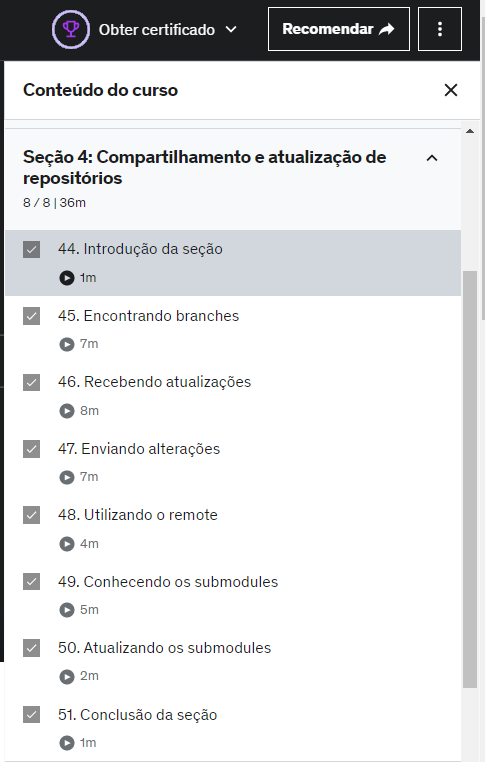 Obter certificado
Recomendar
Conteúdo do curso
Seção 4: Compartilhamento e atualização de
repositórios
8 / 8 | 36m
44. Introdução da seção
1m
45. Encontrando branches
7m
46. Recebendo atualizações
8m
47. Enviando alterações
7m
48. Utilizando o remote
4m
49. Conhecendo os submodules
5m
50. Atualizando os submodules
2m
51. Conclusão da seção
1m